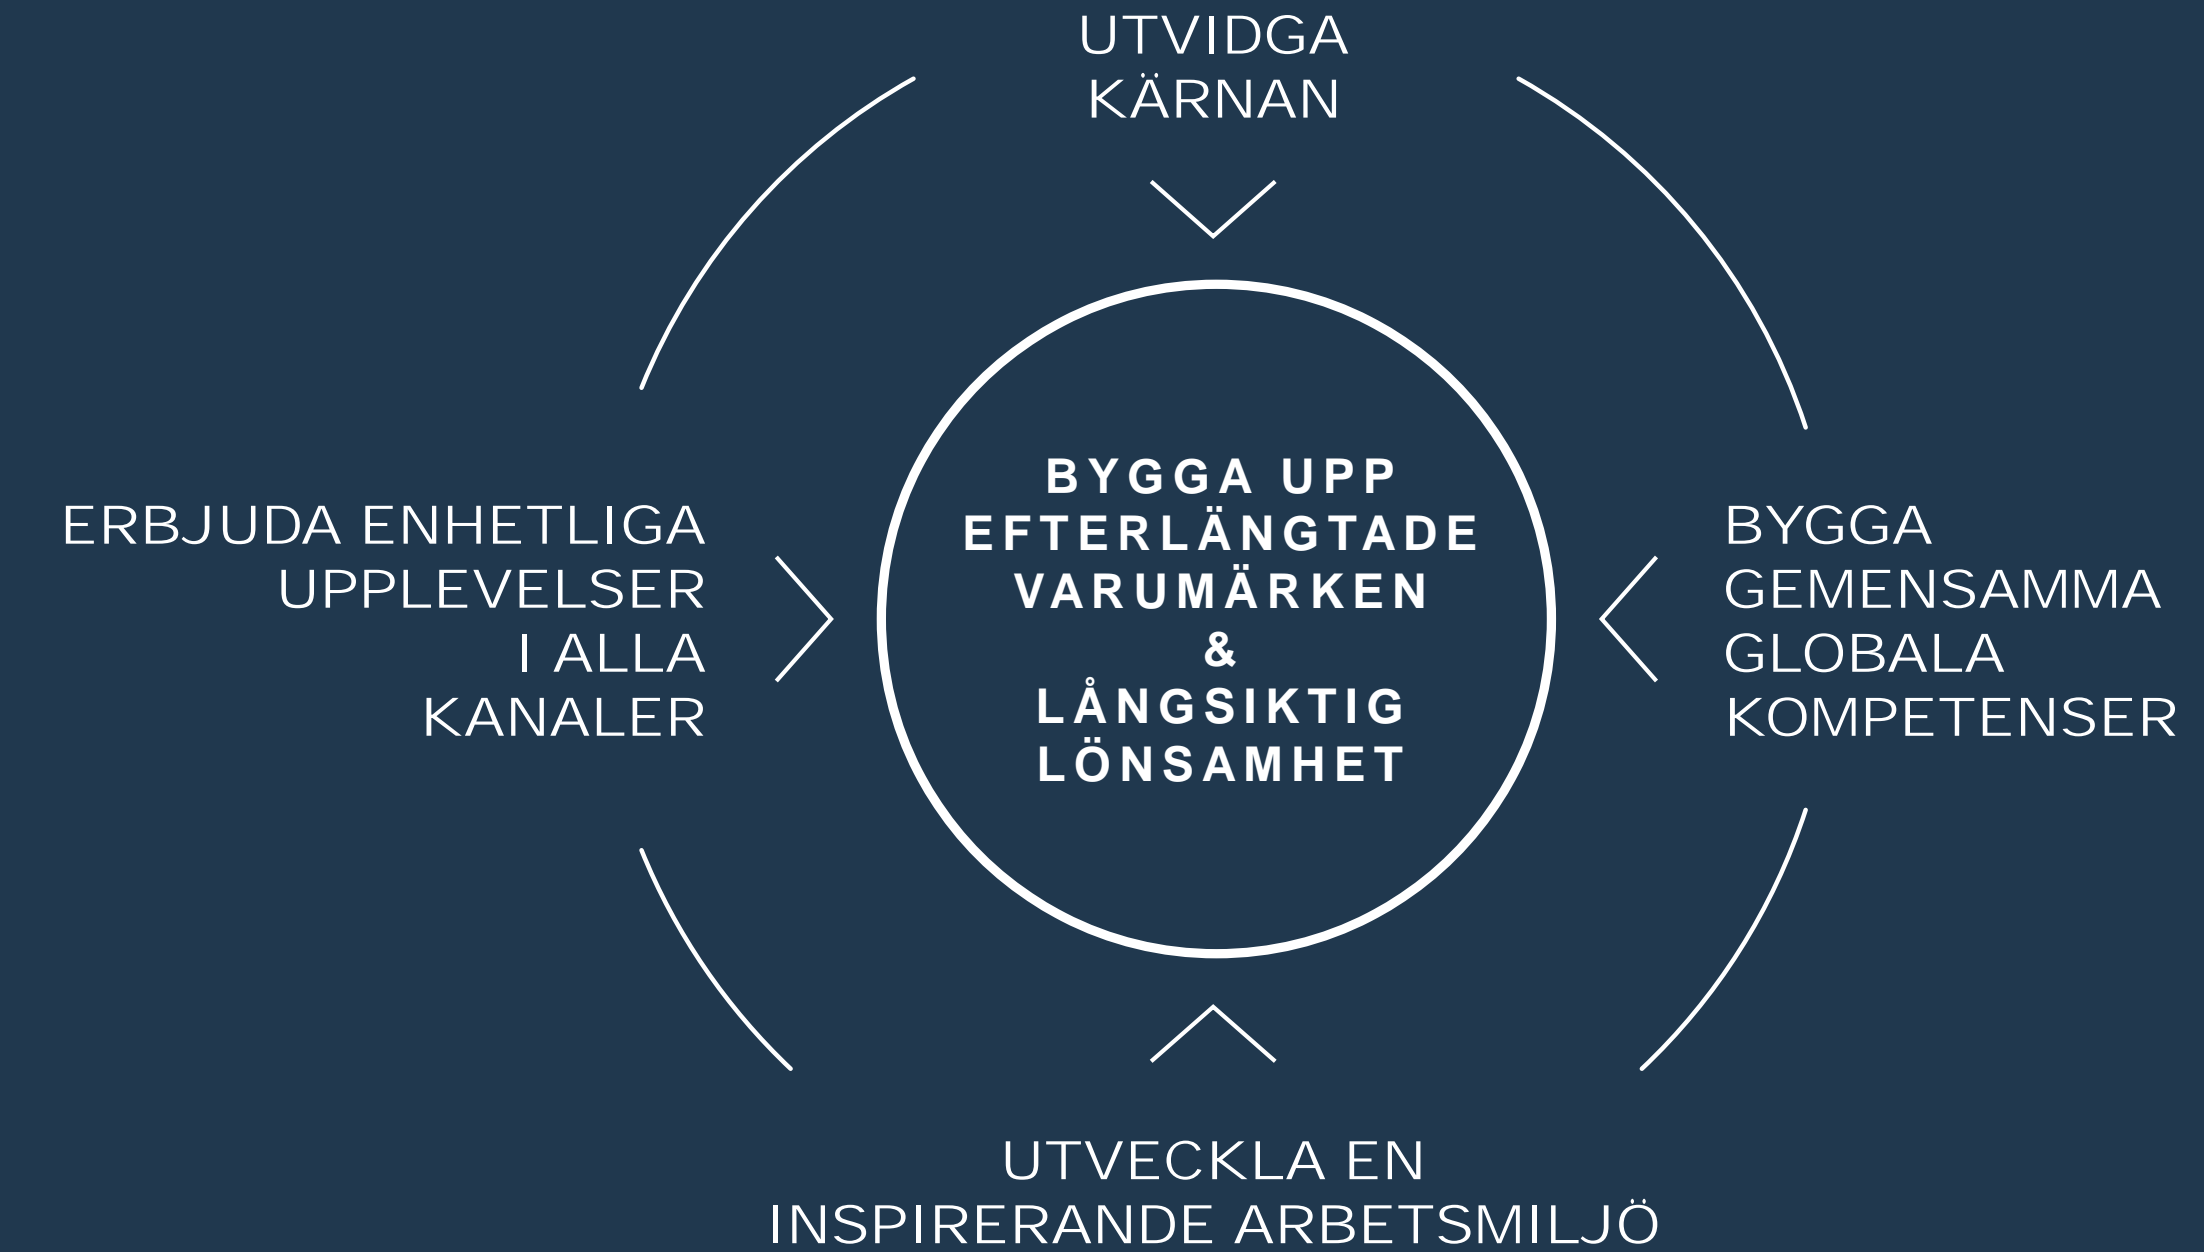 UTVIDGA
KÄRNAN
ERBJUDA ENHETLIGA
UPPLEVELSER
I ALLA
KANALER
BYGGA UPP
EFTERLÄNGTADE
VARUMÄRKEN
&
LÅNGSIKTIG
LÖNSAMHET
BYGGA
GEMENSAMMA
GLOBALA
KOMPETENSER
UTVECKLA EN
INSPIRERANDE ARBETSMILJÖ